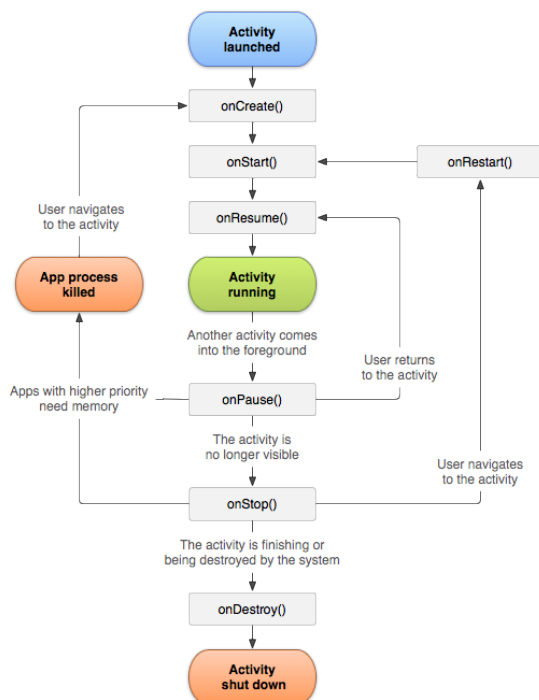 Activity
launched
onCreate()
onStart()
onRestart()
User navigates
to the activity
onResume()
App process
killed
Activity
running
Another activity comes
into the foreground
User returns
to the activity
Apps with higher priority
need memory
onPause()
The activity is
no longer visible
User navigates
to the activity
onStop()
The activity is finishing or
being destroyed by the system
onDestroy()
Activity
shut down